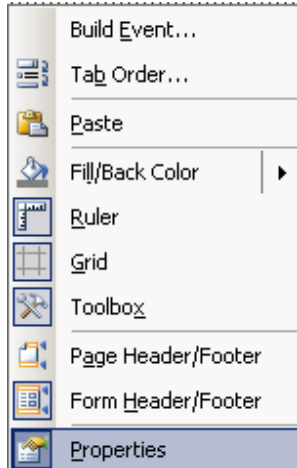 Build Event...
Tab Order...
Paste
Fill/Back Color
Ruler
Grid
Toolbox
Page Header/Footer
Form Header/Footer
Properties